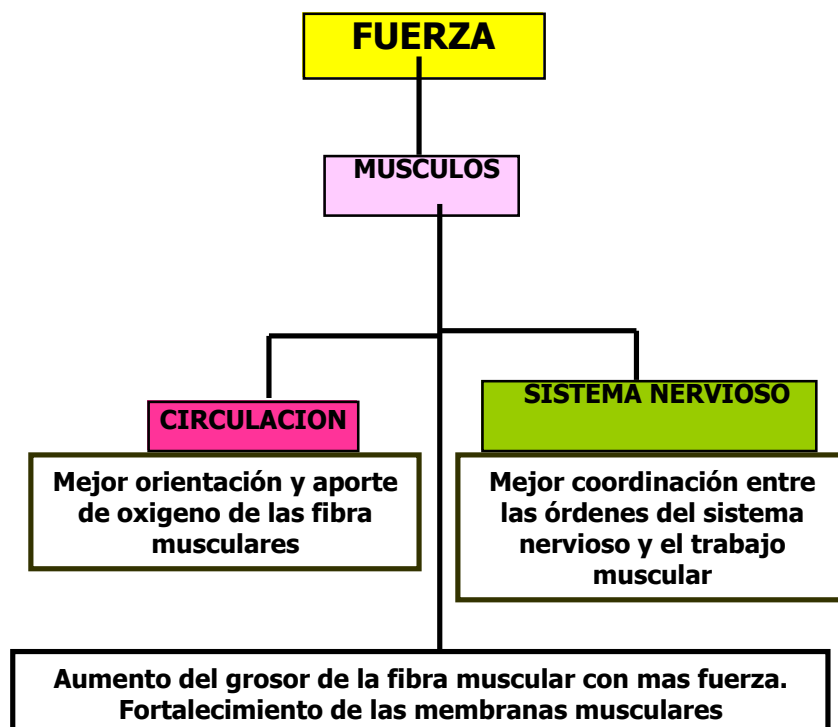 FUERZA
MUSCULOS
CIRCULACION
Mejor orientación y aporte
de oxigeno de las fibra
musculares
SISTEMA NERVIOSO
Mejor coordinación entre
las órdenes del sistema
nervioso y el trabajo
muscular
Aumento del grosor de la fibra muscular con mas fuerza.
Fortalecimiento de las membranas musculares